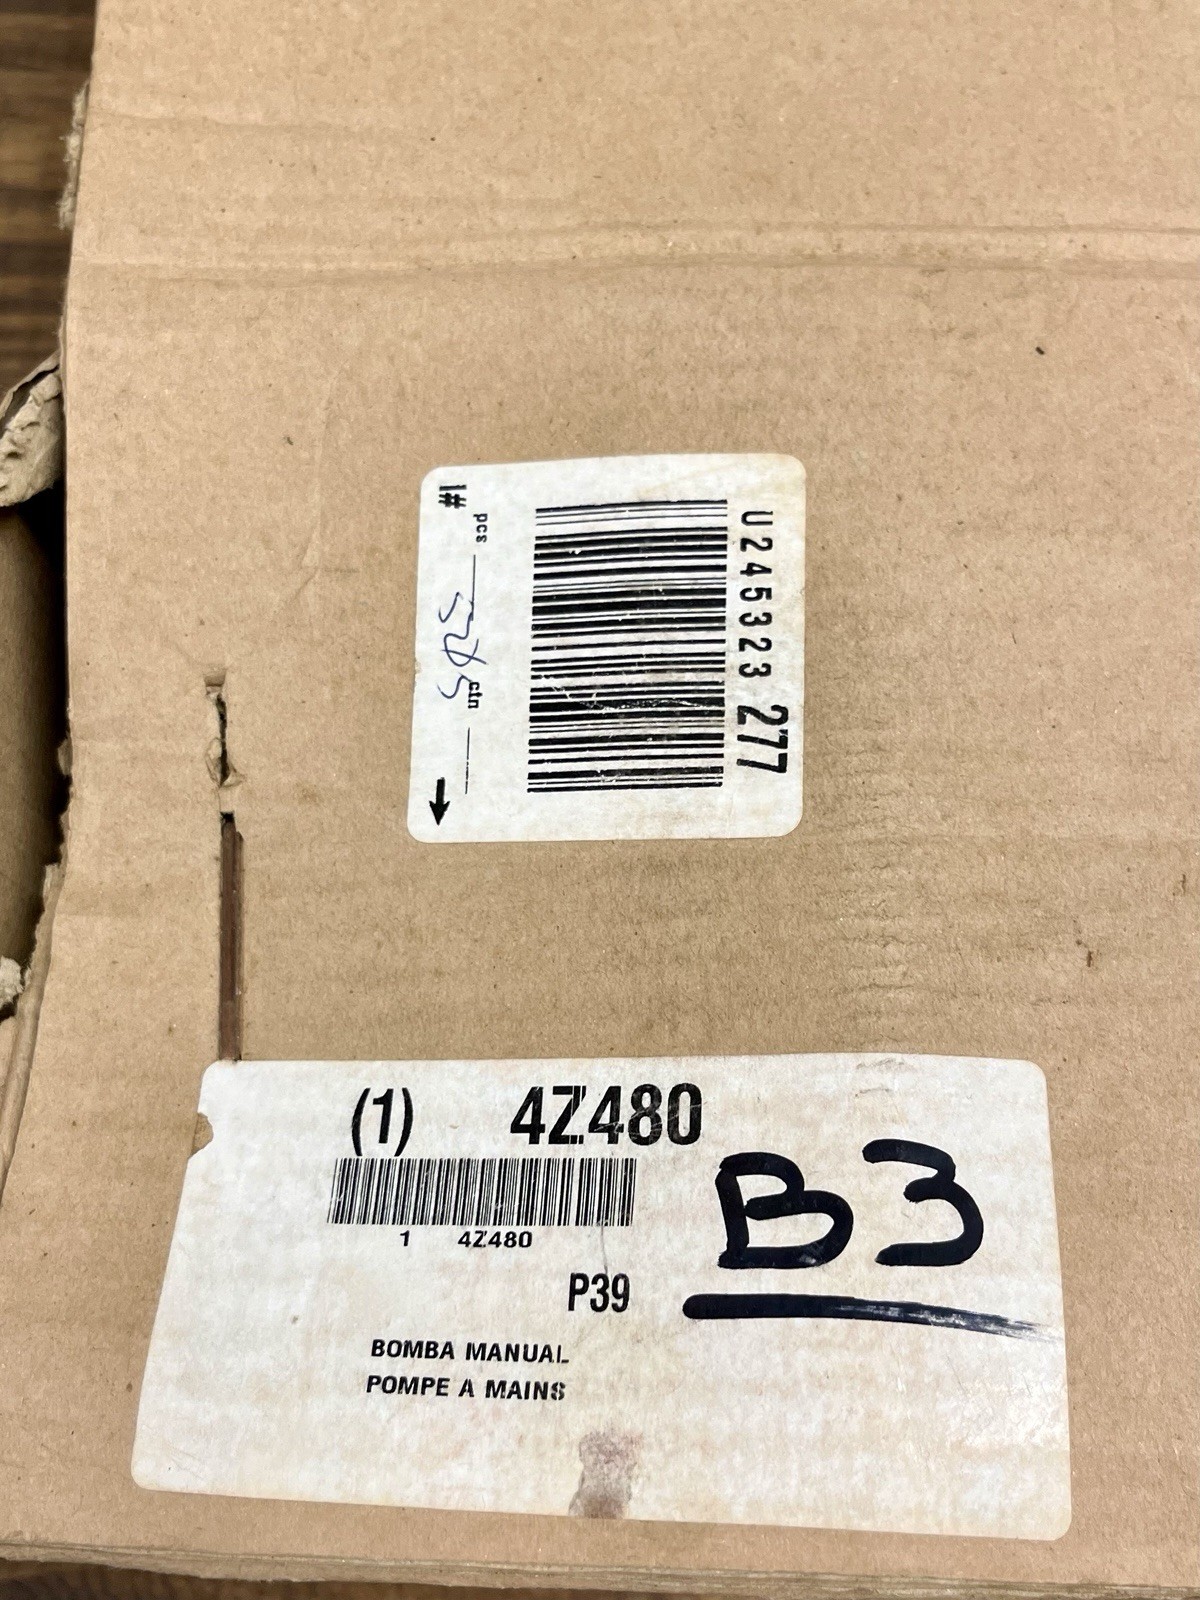 U245323 277
pcs
ctn
(1) 4Z480
1 4Z480
B3
P39
BOMBA MANUAL
POMPE A MAINS